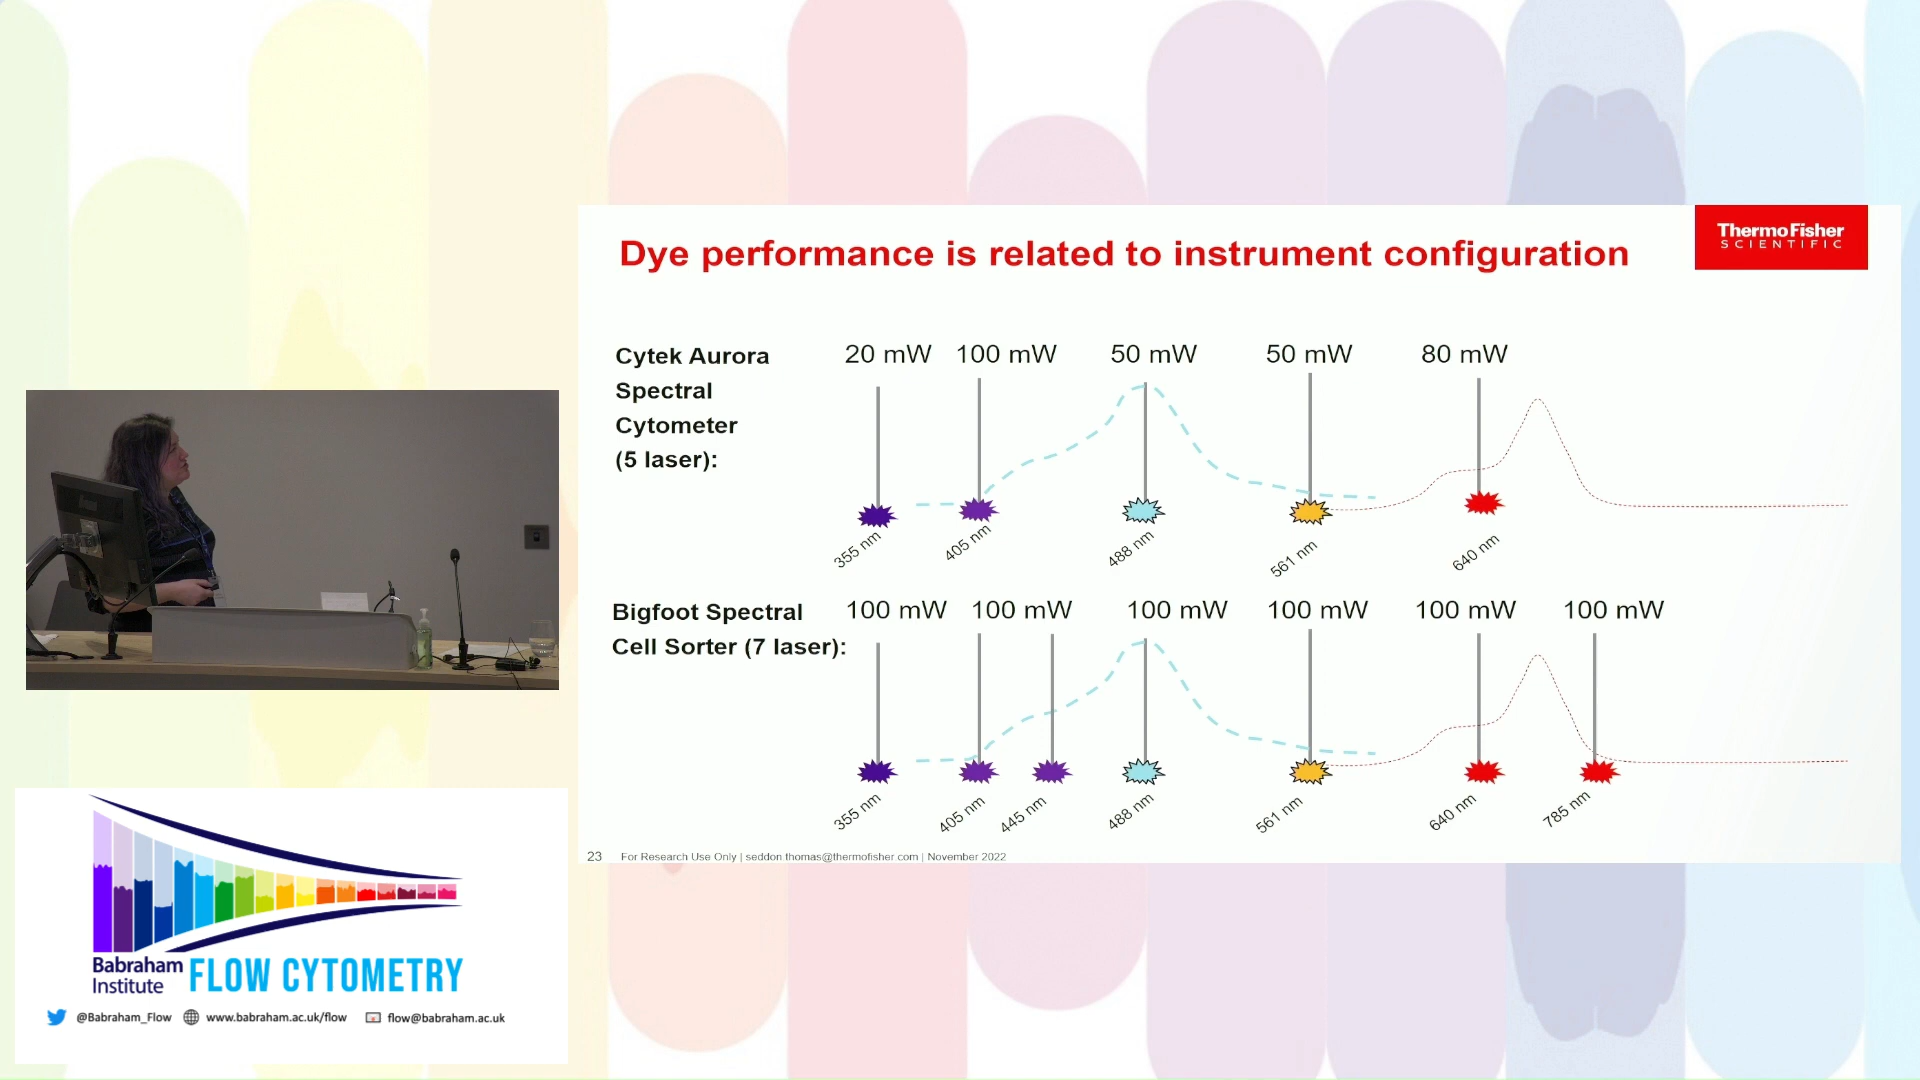 Dye performance is related to instrument configuration
ThermoFisher
SCIENTIFIC
Cytek Aurora
Spectral
Cytometer
(5 laser):
20 mW 100 mW 50 mW 50 mW 80 mW
355 nm 405 nm 488 nm 561 nm 640 nm
Bigfoot Spectral
Cell Sorter (7 laser):
100 mW 100 mW 100 mW 100 mW 100 mW 100 mW
355 nm 405 nm 445 nm 488 nm 561 nm 640 nm 785 nm
23 For Research Use Only | seddon.thomas@thermofisher.com | November 2022
Babraham
Institute
FLOW CYTOMETRY
@Babraham_Flow www.babraham.ac.uk/flow flow@babraham.ac.uk